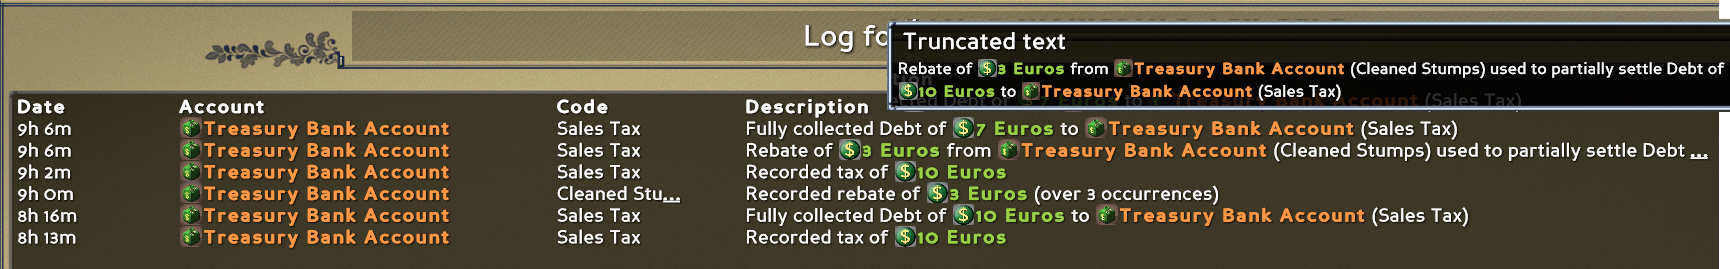 Log fo
Truncated text
Rebate of 3 Euros from Treasury Bank Account (Cleaned Stumps) used to partially settle Debt of
10 Euros to Treasury Bank Account (Sales Tax)
Date Account Code Description
9h 6m Treasury Bank Account Sales Tax Fully collected Debt of 7 Euros to Treasury Bank Account (Sales Tax)
9h 6m Treasury Bank Account Sales Tax Rebate of 3 Euros from Treasury Bank Account (Cleaned Stumps) used to partially settle Debt ...
9h 2m Treasury Bank Account Sales Tax Recorded tax of 10 Euros
9h 0m Treasury Bank Account Cleaned Stu... Recorded rebate of 3 Euros (over 3 occurrences)
8h 16m Treasury Bank Account Sales Tax Fully collected Debt of 10 Euros to Treasury Bank Account (Sales Tax)
8h 13m Treasury Bank Account Sales Tax Recorded tax of 10 Euros